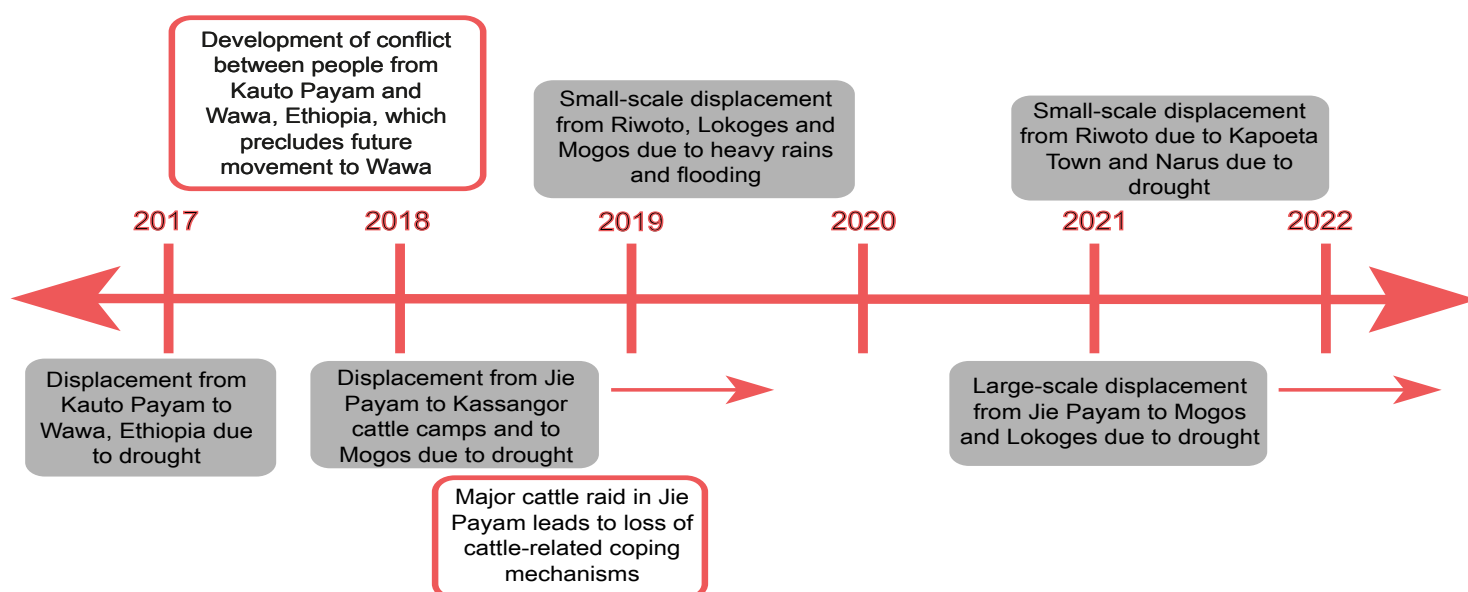 Development of conflict
between people from
Kauto Payam and
Wawa, Ethiopia, which
precludes future
movement to Wawa
Small-scale displacement
from Riwoto, Lokoges and
Mogos due to heavy rains
and flooding
Small-scale displacement
from Riwoto due to Kapoeta
Town and Narus due to
drought
2017
2018
2019
2020
2021
2022
Displacement from
Kauto Payam to
Wawa, Ethiopia due
to drought
Displacement from Jie
Payam to Kassangor
cattle camps and to
Mogos due to drought
Large-scale displacement
from Jie Payam to Mogos
and Lokoges due to drought
Major cattle raid in Jie
Payam leads to loss of
cattle-related coping
mechanisms